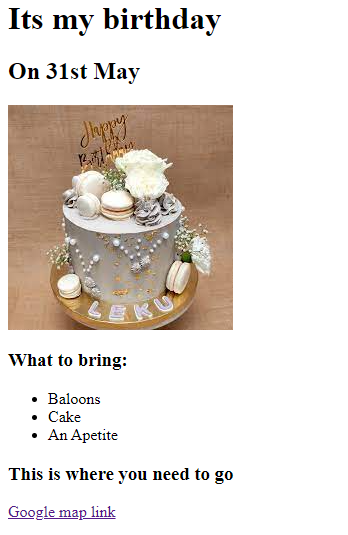 Its my birthday
On 31st May
Happy
Birthday
LEKU
What to bring:
Baloons
Cake
An Apetite
This is where you need to go
Google map link